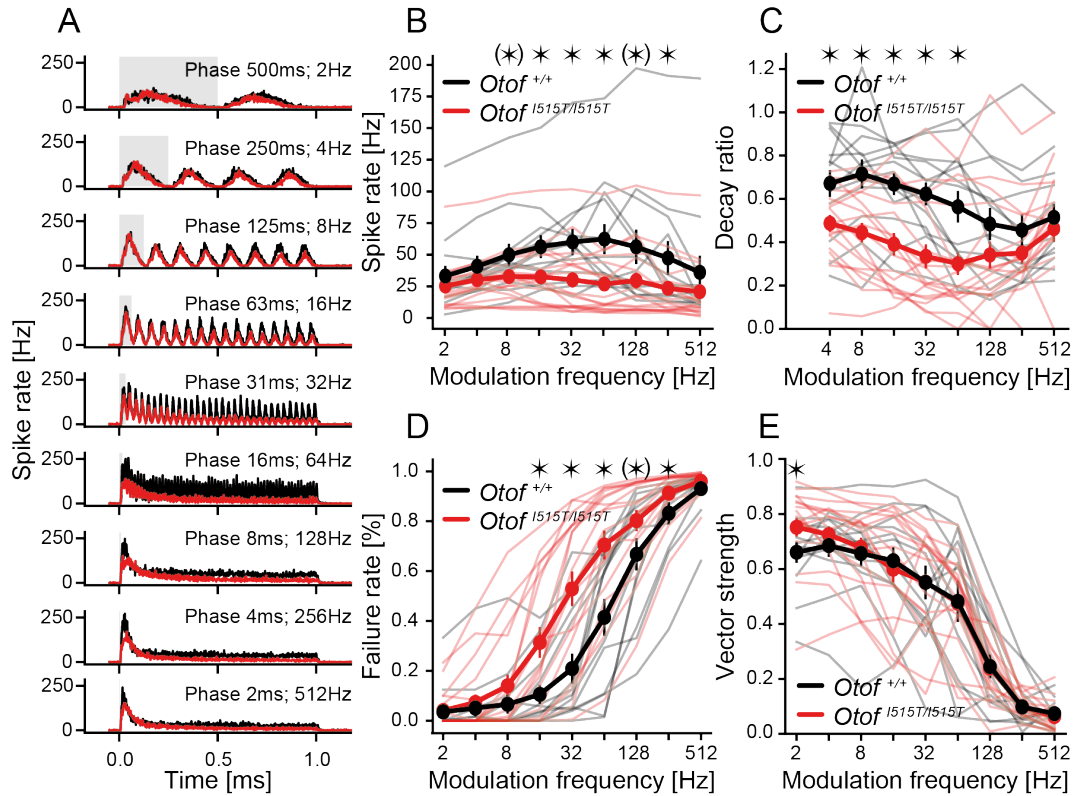 A
250
0
Phase 500ms; 2Hz
250
0
Phase 250ms; 4Hz
250
0
Phase 125ms; 8Hz
250
0
Phase 63ms; 16Hz
250
0
Phase 31ms; 32Hz
250
0
Phase 16ms; 64Hz
250
0
Phase 8ms; 128Hz
250
0
Phase 4ms; 256Hz
250
0
Phase 2ms; 512Hz
Spike rate [Hz]
0.0 0.5 1.0
Time [ms]
B
(✶) ✶ ✶ ✶ (✶) ✶
Otof +/+
Otof I515T/I515T
200
175
150
125
100
75
50
25
0
Spike rate [Hz]
2 8 32 128 512
Modulation frequency [Hz]
C
✶ ✶ ✶ ✶ ✶
Otof +/+
Otof I515T/I515T
1.2
1.0
0.8
0.6
0.4
0.2
0.0
Decay ratio
4 8 32 128 512
Modulation frequency [Hz]
D
✶ ✶ ✶ (✶) ✶
Otof +/+
Otof I515T/I515T
1.0
0.8
0.6
0.4
0.2
0.0
Failure rate [%]
2 8 32 128 512
Modulation frequency [Hz]
E
✶
1.0
0.8
0.6
0.4
0.2
0.0
Vector strength
Otof +/+
Otof I515T/I515T
2 8 32 128 512
Modulation frequency [Hz]